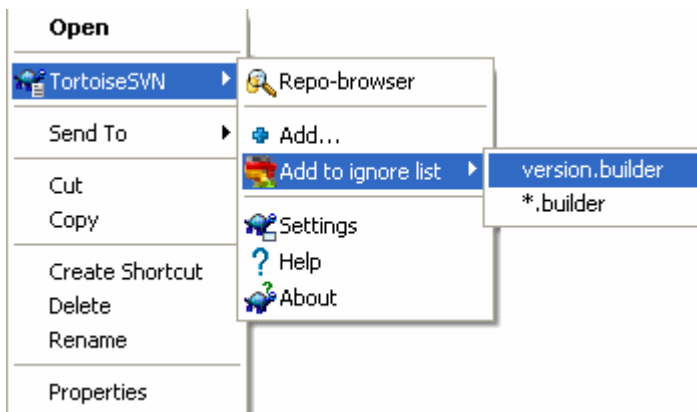 Open
TortoiseSVN
Send To
Cut
Copy
Create Shortcut
Delete
Rename
Properties
Repo-browser
Add...
Add to ignore list
Settings
Help
About
version.builder
*.builder